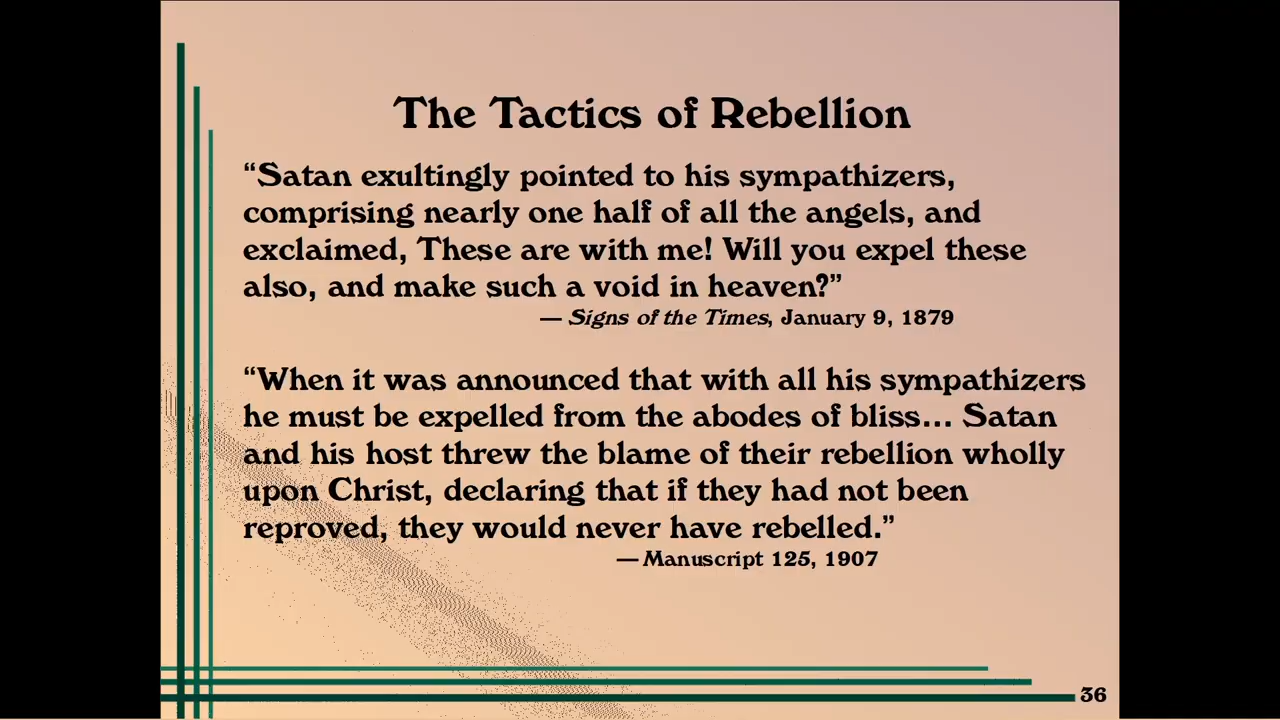 The Tactics of Rebellion
“Satan exultingly pointed to his sympathizers,
comprising nearly one half of all the angels, and
exclaimed, These are with me! Will you expel these
also, and make such a void in heaven?”
— Signs of the Times, January 9, 1879
“When it was announced that with all his sympathizers
he must be expelled from the abodes of bliss... Satan
and his host threw the blame of their rebellion wholly
upon Christ, declaring that if they had not been
reproved, they would never have rebelled.”
— Manuscript 125, 1907
36